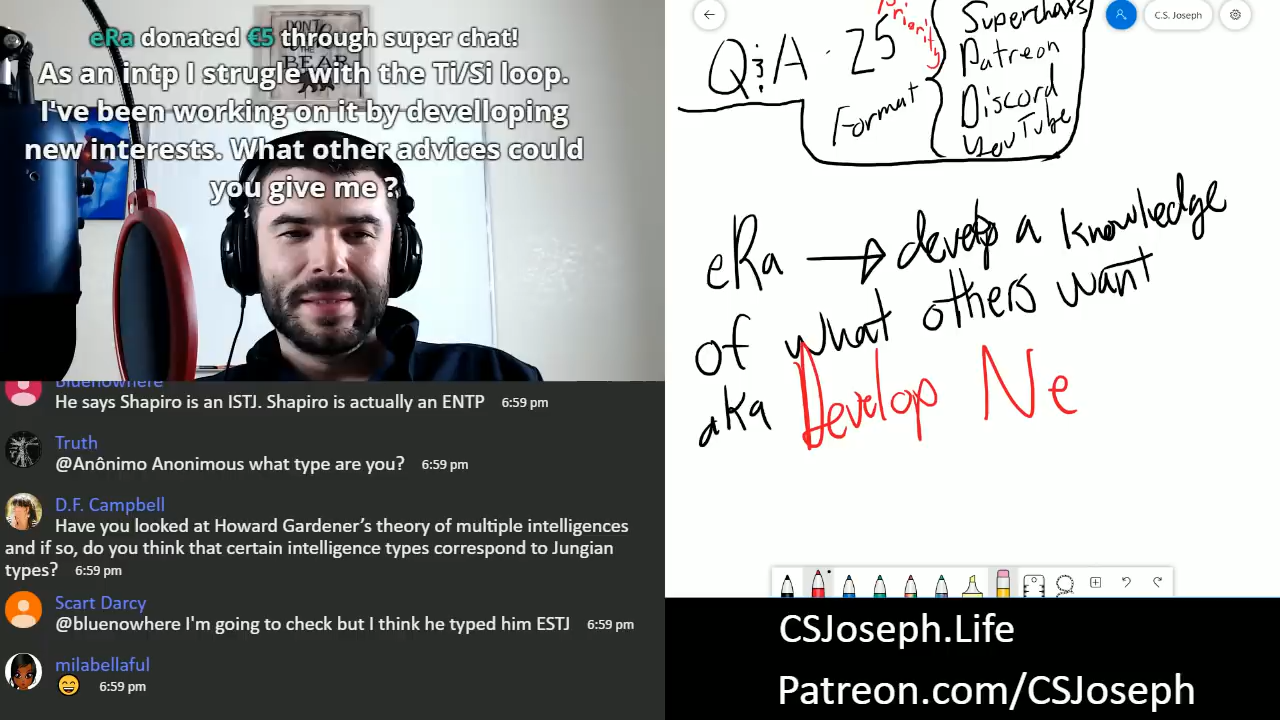 eRa donated €5 through super chat!
As an intp I strugle with the Ti/Si loop.
I've been working on it by develloping
new interests. What other advices could
you give me ?
DON'T
BEAR
Bluenowhere
He says Shapiro is an ISTJ. Shapiro is actually an ENTP 6:59 pm
Truth
@Anônimo Anonimous what type are you? 6:59 pm
D.F. Campbell
Have you looked at Howard Gardener's theory of multiple intelligences
and if so, do you think that certain intelligence types correspond to Jungian
types? 6:59 pm
Scart Darcy
@bluenowhere I'm going to check but I think he typed him ESTJ 6:59 pm
milabellaful
6:59 pm
C.S. Joseph
Q&A · 25
Format
Priority
Superchats
Patreon
Discord
YouTube
eRa → develop a knowledge
of what others want
aka Develop Ne
CSJoseph.Life
Patreon.com/CSJoseph